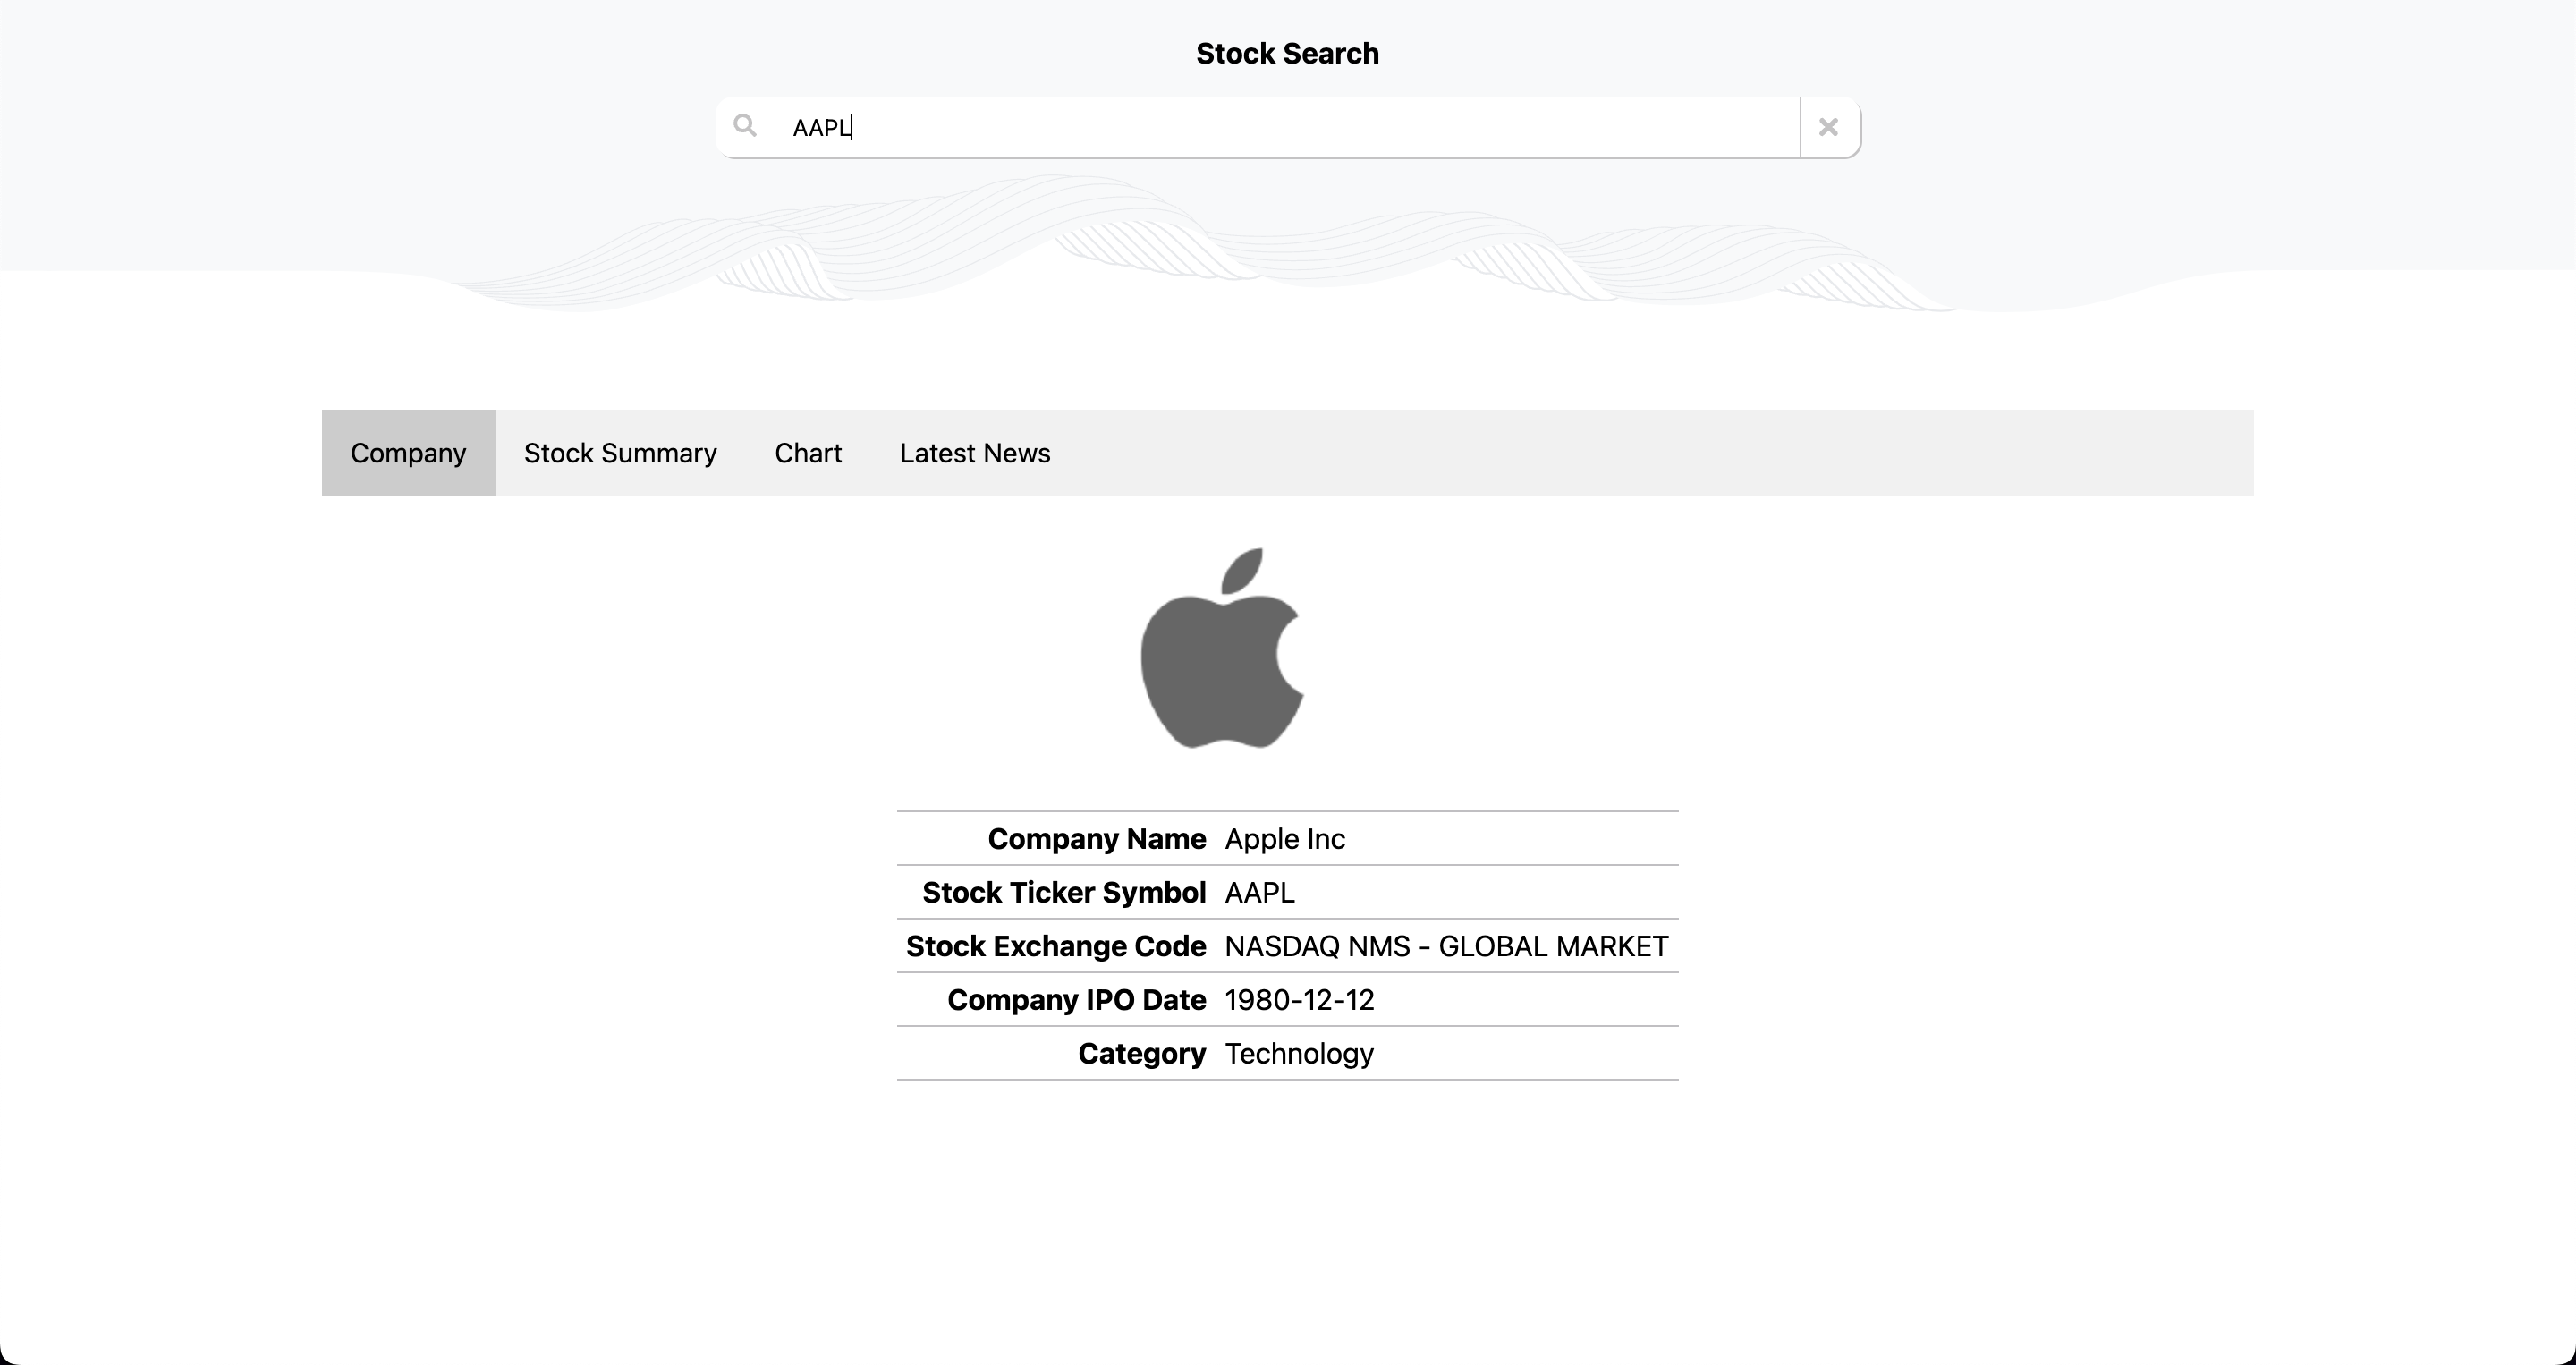 Stock Search
AAPL
Company Stock Summary Chart Latest News
Company Name Apple Inc
Stock Ticker Symbol AAPL
Stock Exchange Code NASDAQ NMS - GLOBAL MARKET
Company IPO Date 1980-12-12
Category Technology